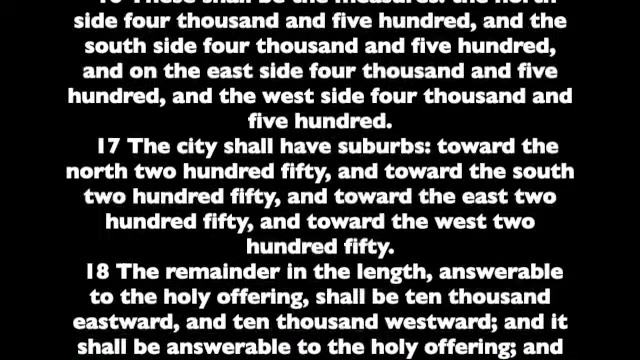 16 These shall be the measures: the north
side four thousand and five hundred, and the
south side four thousand and five hundred,
and on the east side four thousand and five
hundred, and the west side four thousand and
five hundred.
17 The city shall have suburbs: toward the
north two hundred fifty, and toward the south
two hundred fifty, and toward the east two
hundred fifty, and toward the west two
hundred fifty.
18 The remainder in the length, answerable
to the holy offering, shall be ten thousand
eastward, and ten thousand westward; and it
shall be answerable to the holy offering; and